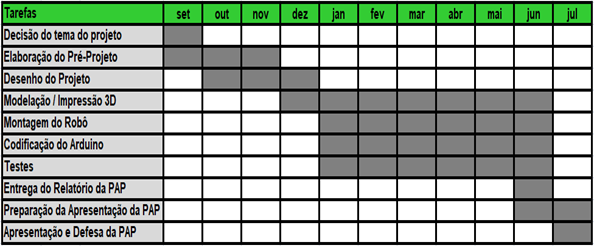 Tarefas set out nov dez jan fev mar abr mai jun jul
Decisão do tema do projeto
Elaboração do Pré-Projeto
Desenho do Projeto
Modelação / Impressão 3D
Montagem do Robô
Codificação do Arduino
Testes
Entrega do Relatório da PAP
Preparação da Apresentação da PAP
Apresentação e Defesa da PAP